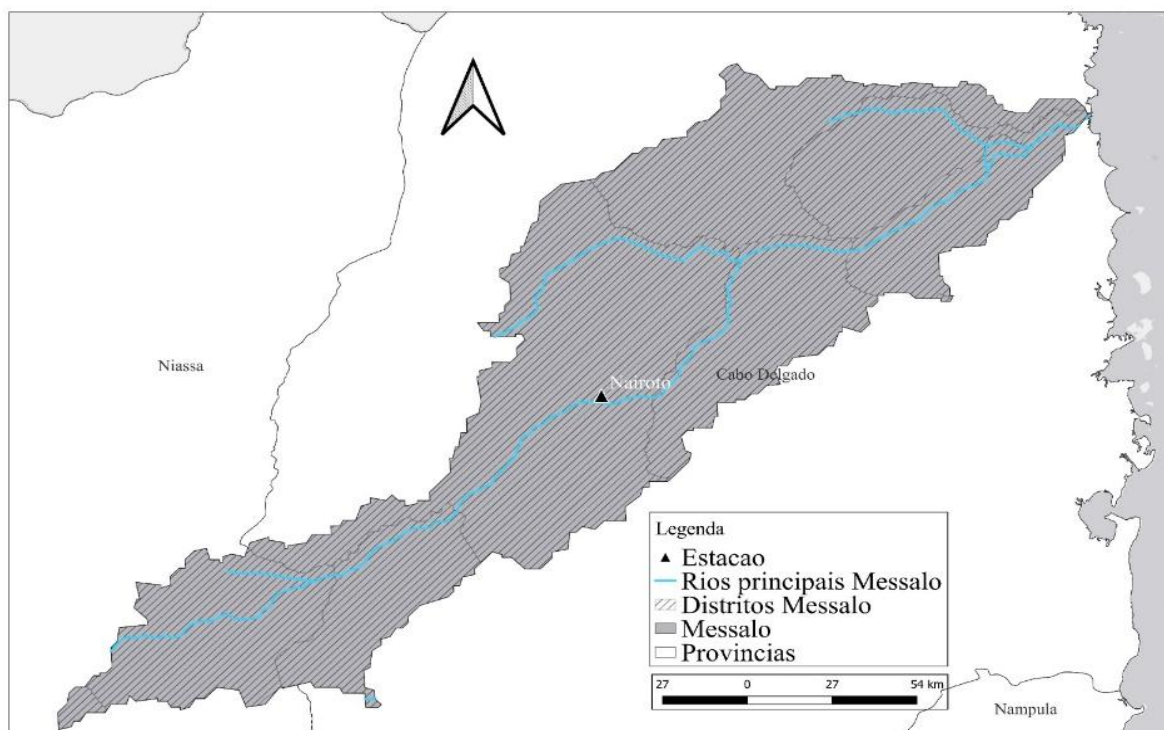 Niassa
Nairoto
Cabo Delgado
Legenda
Estacao
Rios principais Messalo
Distritos Messalo
Messalo
Provincias
27 0 27 54 km
Nampula